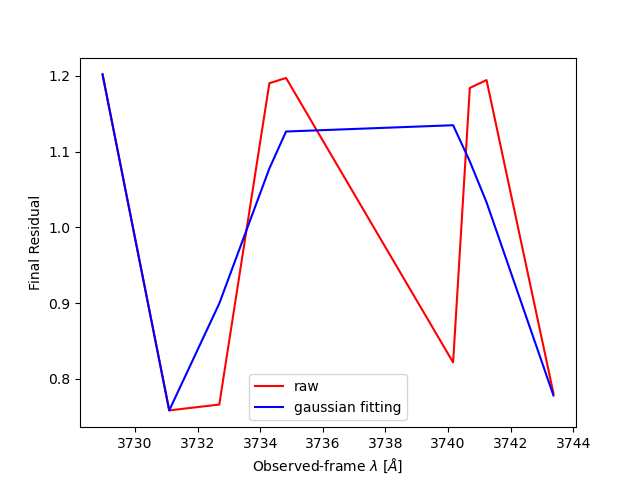 1.2
1.1
1.0
0.9
0.8
Final Residual
raw
gaussian fitting
3730 3732 3734 3736 3738 3740 3742 3744
Observed-frame λ [Å]